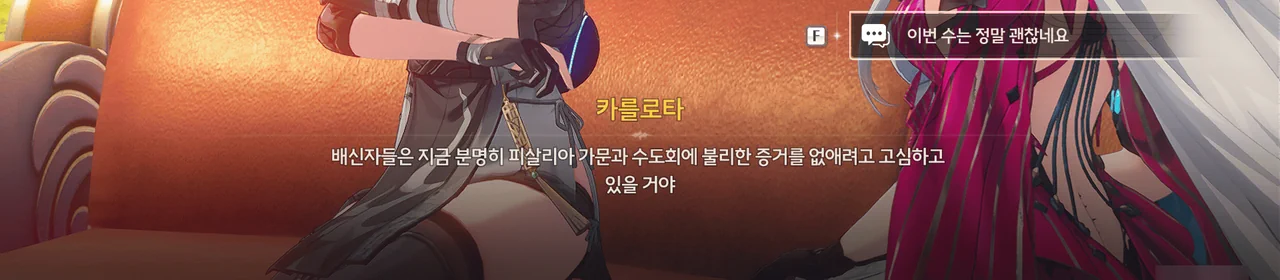 F
이번 수는 정말 괜찮네요
카를로타
배신자들은 지금 분명히 피살리아 가문과 수도회에 불리한 증거를 없애려고 고심하고
있을 거야